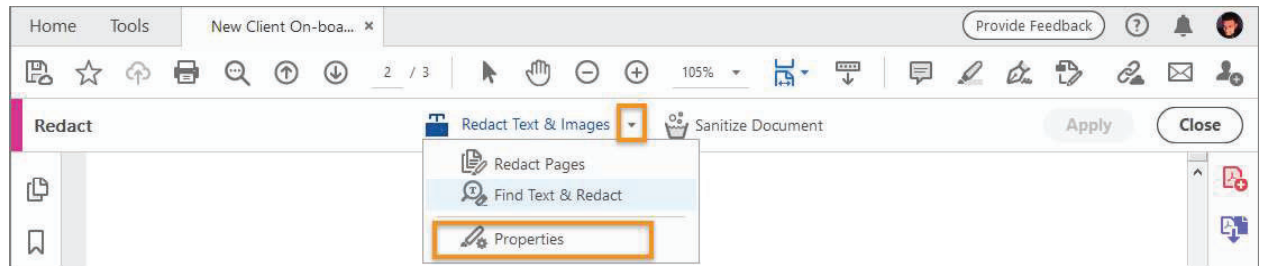 Home Tools New Client On-boa... × Provide Feedback ?
2 / 3 105%
Redact Redact Text & Images Sanitize Document Apply Close
Redact Pages
Find Text & Redact
Properties